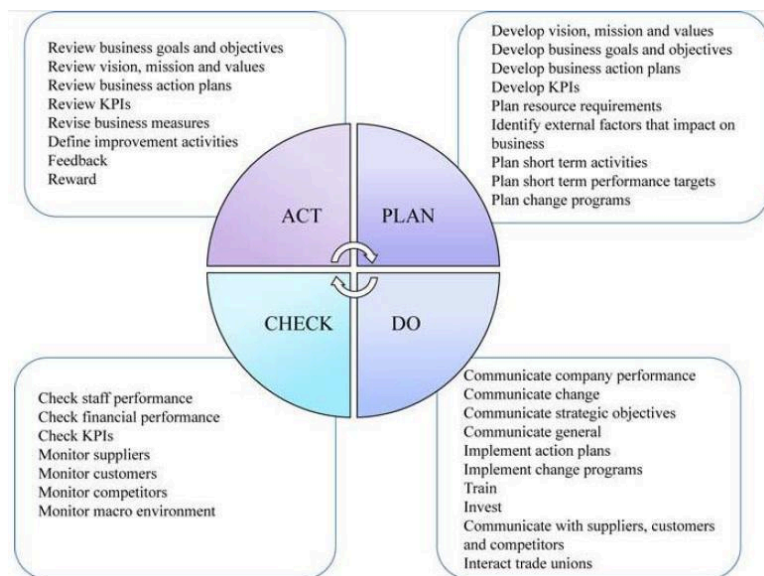 Review business goals and objectives
Review vision, mission and values
Review business action plans
Review KPIs
Revise business measures
Define improvement activities
Feedback
Reward
Develop vision, mission and values
Develop business goals and objectives
Develop business action plans
Develop KPIs
Plan resource requirements
Identify external factors that impact on
business
Plan short term activities
Plan short term performance targets
Plan change programs
ACT
PLAN
CHECK
DO
Check staff performance
Check financial performance
Check KPIs
Monitor suppliers
Monitor customers
Monitor competitors
Monitor macro environment
Communicate company performance
Communicate change
Communicate strategic objectives
Communicate general
Implement action plans
Implement change programs
Train
Invest
Communicate with suppliers, customers
and competitors
Interact trade unions